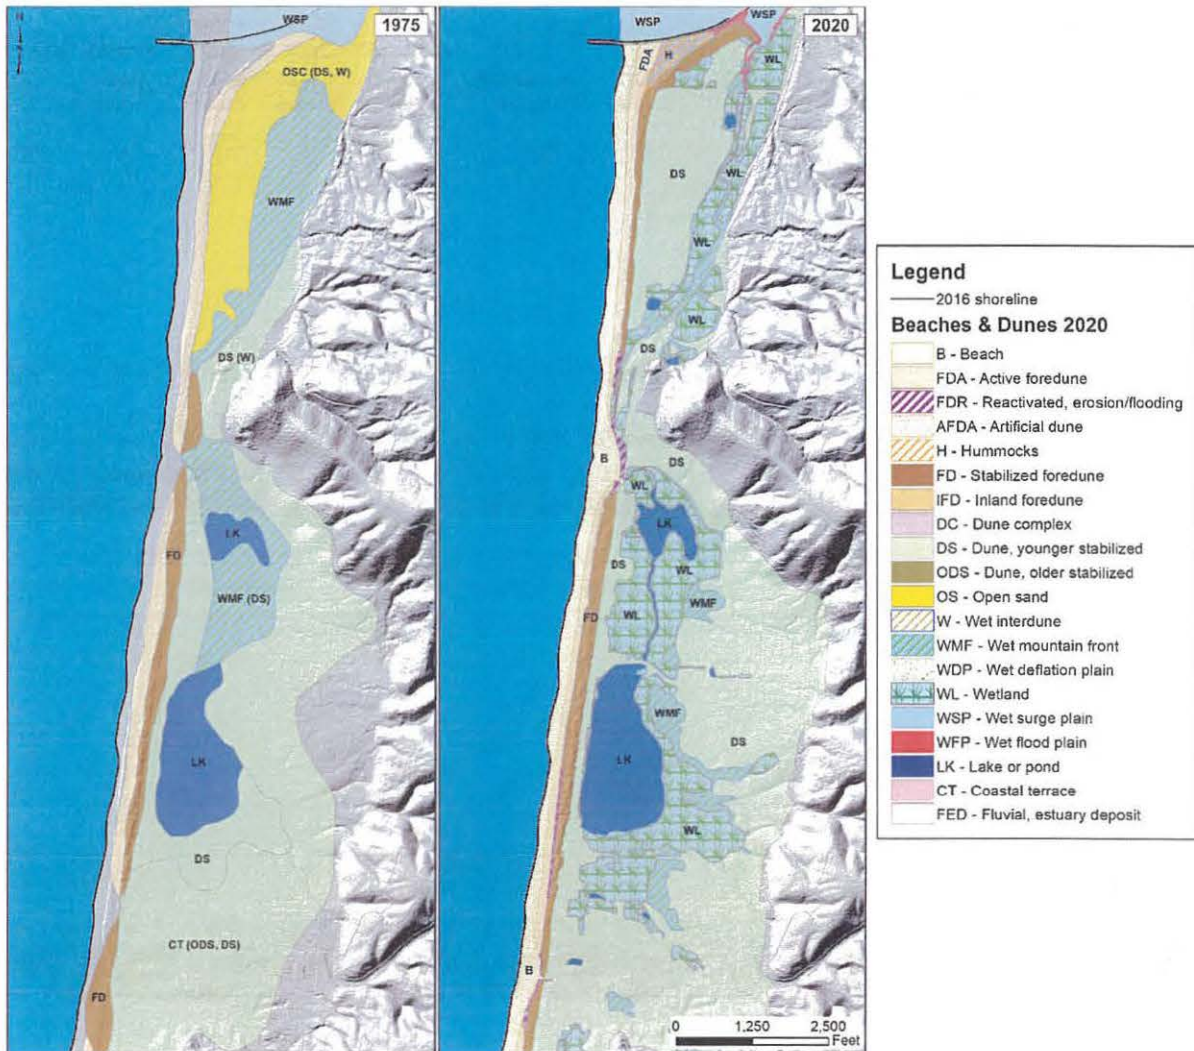 N
WSP
1975
OSC (DS, W)
WMF
DS (W)
LK
FD
WMF (DS)
LK
DS
CT (ODS, DS)
FD
WSP
WSP
2020
FDA
H
WL
DS
WL
WL
WL
DS
B
DS
WL
LK
DS
WL
WL
WMF
FD
WMF
DS
LK
WL
B
0 1,250 2,500
Feet
Legend
2016 shoreline
Beaches & Dunes 2020
B - Beach
FDA - Active foredune
FDR - Reactivated, erosion/flooding
AFDA - Artificial dune
H - Hummocks
FD - Stabilized foredune
IFD - Inland foredune
DC - Dune complex
DS - Dune, younger stabilized
ODS - Dune, older stabilized
OS - Open sand
W - Wet interdune
WMF - Wet mountain front
WDP - Wet deflation plain
WL - Wetland
WSP - Wet surge plain
WFP - Wet flood plain
LK - Lake or pond
CT - Coastal terrace
FED - Fluvial, estuary deposit